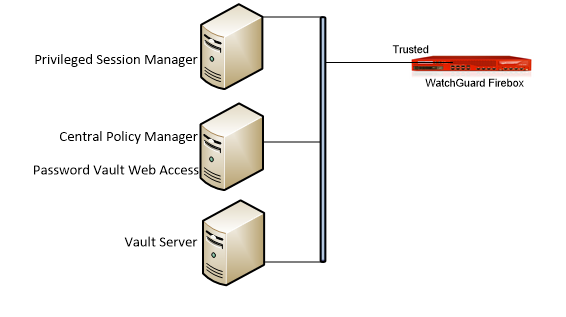 Privileged Session Manager
Trusted
WatchGuard Firebox
Central Policy Manager
Password Vault Web Access
Vault Server